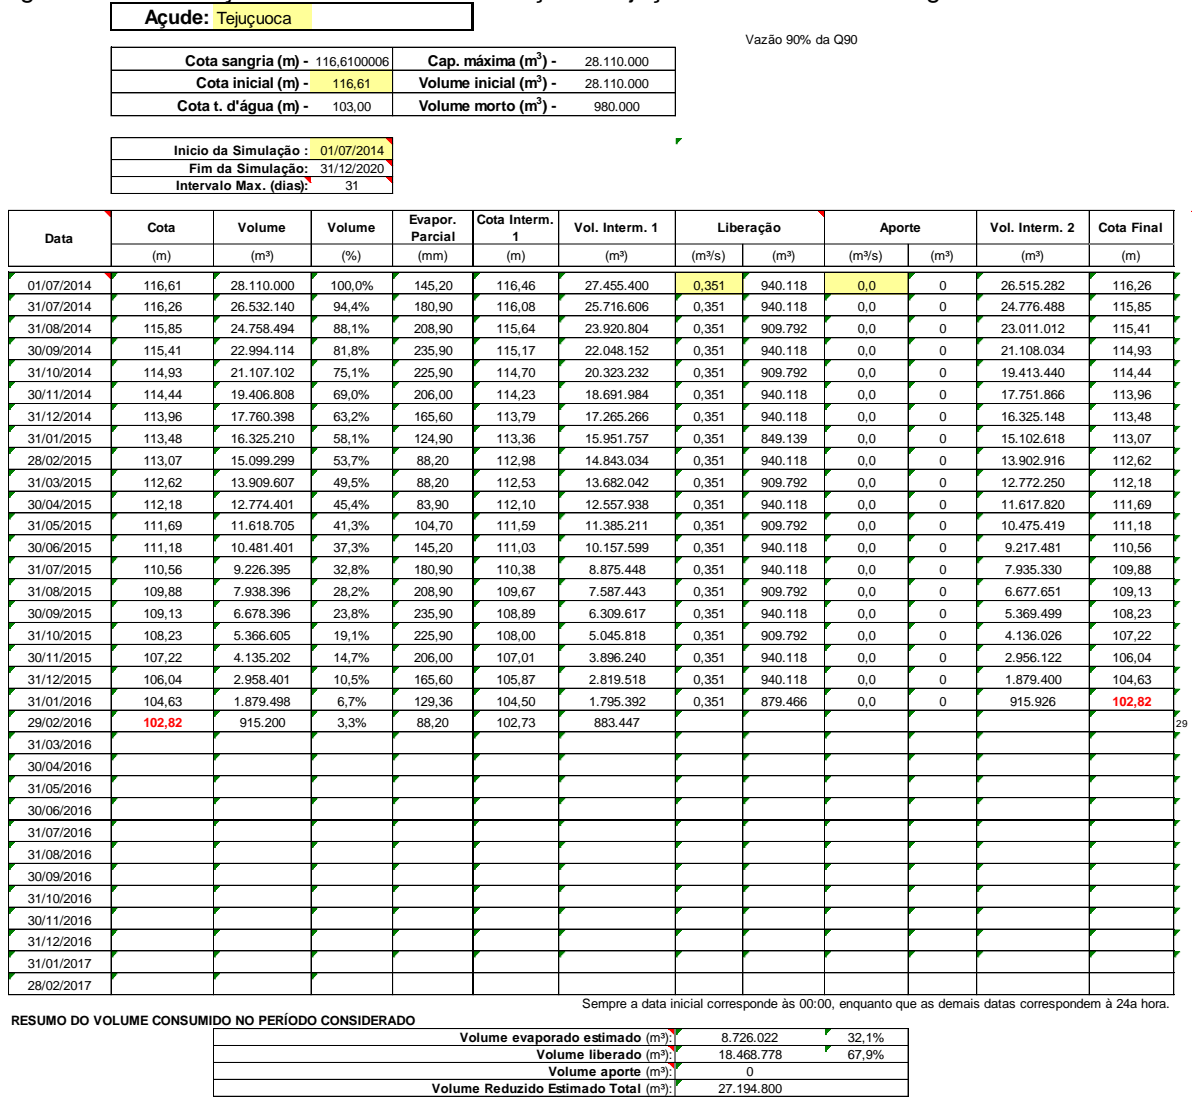 Açude: Tejuçuoca
Vazão 90% da Q90
Cota sangria (m) - 116,6100006 Cap. máxima (m³) - 28.110.000
Cota inicial (m) - 116,61 Volume inicial (m³) - 28.110.000
Cota t. d'água (m) - 103,00 Volume morto (m³) - 980.000
Inicio da Simulação : 01/07/2014
Fim da Simulação: 31/12/2020
Intervalo Max. (dias): 31
Data Cota Volume Volume Evapor. Parcial Cota Interm. 1 Vol. Interm. 1 Liberação Aporte Vol. Interm. 2 Cota Final
(m) (m³) (%) (mm) (m) (m³) (m³/s) (m³) (m³/s) (m³) (m³) (m)
01/07/2014 116,61 28.110.000 100,0% 145,20 116,46 27.455.400 0,351 940.118 0,0 0 26.515.282 116,26
31/07/2014 116,26 26.532.140 94,4% 180,90 116,08 25.716.606 0,351 940.118 0,0 0 24.776.488 115,85
31/08/2014 115,85 24.758.494 88,1% 208,90 115,64 23.920.804 0,351 909.792 0,0 0 23.011.012 115,41
30/09/2014 115,41 22.994.114 81,8% 235,90 115,17 22.048.152 0,351 940.118 0,0 0 21.108.034 114,93
31/10/2014 114,93 21.107.102 75,1% 225,90 114,70 20.323.232 0,351 909.792 0,0 0 19.413.440 114,44
30/11/2014 114,44 19.406.808 69,0% 206,00 114,23 18.691.984 0,351 940.118 0,0 0 17.751.866 113,96
31/12/2014 113,96 17.760.398 63,2% 165,60 113,79 17.265.266 0,351 940.118 0,0 0 16.325.148 113,48
31/01/2015 113,48 16.325.210 58,1% 124,90 113,36 15.951.757 0,351 849.139 0,0 0 15.102.618 113,07
28/02/2015 113,07 15.099.299 53,7% 88,20 112,98 14.843.034 0,351 940.118 0,0 0 13.902.916 112,62
31/03/2015 112,62 13.909.607 49,5% 88,20 112,53 13.682.042 0,351 909.792 0,0 0 12.772.250 112,18
30/04/2015 112,18 12.774.401 45,4% 83,90 112,10 12.557.938 0,351 940.118 0,0 0 11.617.820 111,69
31/05/2015 111,69 11.618.705 41,3% 104,70 111,59 11.385.211 0,351 909.792 0,0 0 10.475.419 111,18
30/06/2015 111,18 10.481.401 37,3% 145,20 111,03 10.157.599 0,351 940.118 0,0 0 9.217.481 110,56
31/07/2015 110,56 9.226.395 32,8% 180,90 110,38 8.875.448 0,351 940.118 0,0 0 7.935.330 109,88
31/08/2015 109,88 7.938.396 28,2% 208,90 109,67 7.587.443 0,351 909.792 0,0 0 6.677.651 109,13
30/09/2015 109,13 6.678.396 23,8% 235,90 108,89 6.309.617 0,351 940.118 0,0 0 5.369.499 108,23
31/10/2015 108,23 5.366.605 19,1% 225,90 108,00 5.045.818 0,351 909.792 0,0 0 4.136.026 107,22
30/11/2015 107,22 4.135.202 14,7% 206,00 107,01 3.896.240 0,351 940.118 0,0 0 2.956.122 106,04
31/12/2015 106,04 2.958.401 10,5% 165,60 105,87 2.819.518 0,351 940.118 0,0 0 1.879.400 104,63
31/01/2016 104,63 1.879.498 6,7% 129,36 104,50 1.795.392 0,351 879.466 0,0 0 915.926 102,82
29/02/2016 102,82 915.200 3,3% 88,20 102,73 883.447 29
31/03/2016
30/04/2016
31/05/2016
30/06/2016
31/07/2016
31/08/2016
30/09/2016
31/10/2016
30/11/2016
31/12/2016
31/01/2017
28/02/2017
Sempre a data inicial corresponde às 00:00, enquanto que as demais datas correspondem à 24a hora.
RESUMO DO VOLUME CONSUMIDO NO PERÍODO CONSIDERADO
Volume evaporado estimado (m³): 8.726.022 32,1%
Volume liberado (m³): 18.468.778 67,9%
Volume aporte (m³): 0
Volume Reduzido Estimado Total (m³): 27.194.800